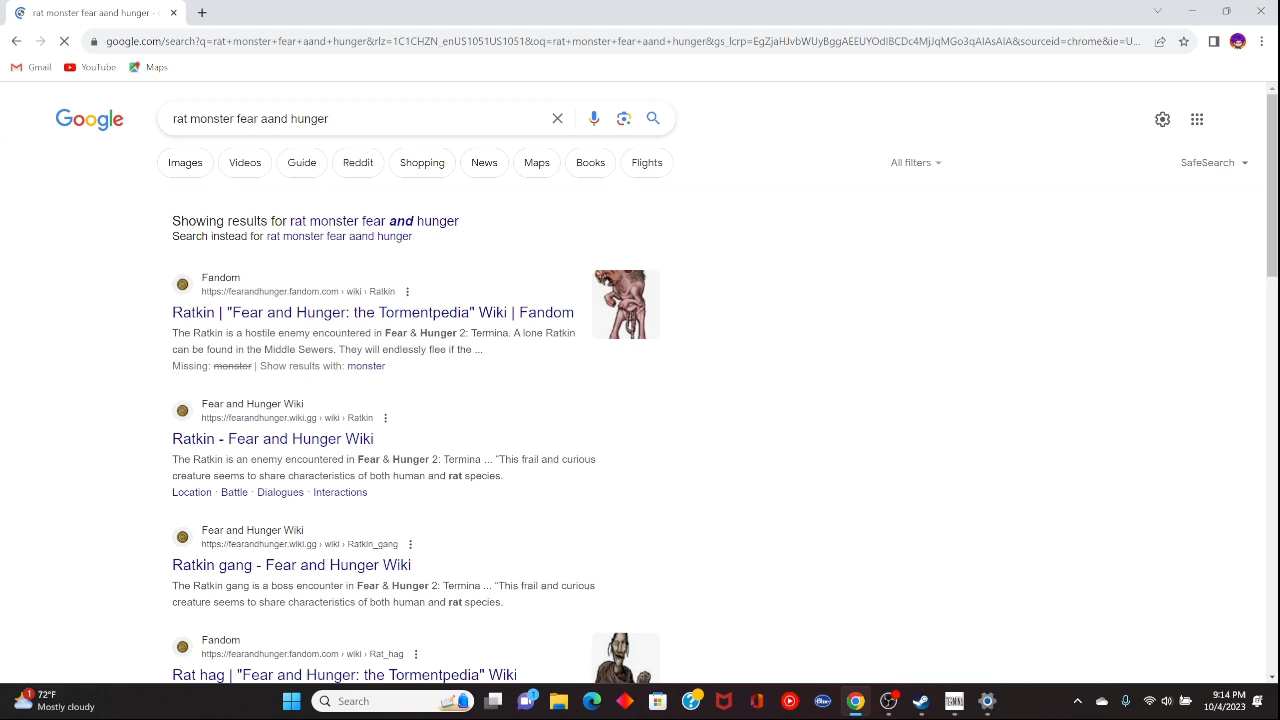 rat monster fear aand hunger - G
google.com/search?q=rat+monster+fear+aand+hunger&rlz=1C1CHZN_enUS1051US1051&oq=rat+monster+fear+aand+hunger&gs_lcrp=EgZjaHJvbWUyBggAEEUYODIBCDc4MjJqMGo3qAIAsAIA&sourceid=chrome&ie=U...
Gmail YouTube Maps
Google
rat monster fear aand hunger
Images Videos Guide Reddit Shopping News Maps Books Flights All filters SafeSearch
Showing results for rat monster fear and hunger
Search instead for rat monster fear aand hunger
Fandom
https://fearandhunger.fandom.com › wiki › Ratkin
Ratkin | "Fear and Hunger: the Tormentpedia" Wiki | Fandom
The Ratkin is a hostile enemy encountered in Fear & Hunger 2: Termina. A lone Ratkin
can be found in the Middle Sewers. They will endlessly flee if the ...
Missing: monster | Show results with: monster
Fear and Hunger Wiki
https://fearandhunger.wiki.gg › wiki › Ratkin
Ratkin - Fear and Hunger Wiki
The Ratkin is an enemy encountered in Fear & Hunger 2: Termina ... "This frail and curious
creature seems to share characteristics of both human and rat species.
Location · Battle · Dialogues · Interactions
Fear and Hunger Wiki
https://fearandhunger.wiki.gg › wiki › Ratkin_gang
Ratkin gang - Fear and Hunger Wiki
The Ratkin gang is a boss encounter in Fear & Hunger 2: Termina ... "This frail and curious
creature seems to share characteristics of both human and rat species.
Fandom
https://fearandhunger.fandom.com › wiki › Rat_hag
Rat hag | "Fear and Hunger: the Tormentpedia" Wiki
1 72°F
Mostly cloudy
Search
1
9:14 PM
10/4/2023